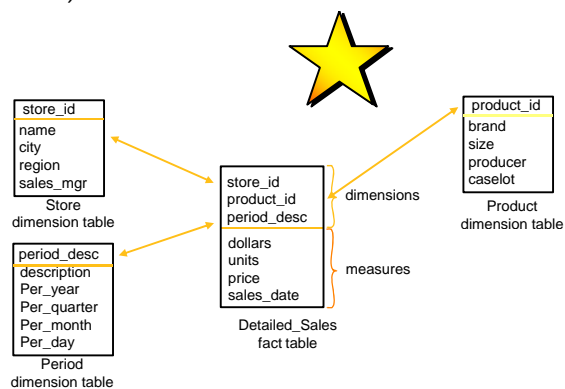 store_id
name
city
region
sales_mgr
Store
dimension table
period_desc
description
Per_year
Per_quarter
Per_month
Per_day
Period
dimension table
store_id
product_id
period_desc
dollars
units
price
sales_date
Detailed_Sales
fact table
dimensions
measures
product_id
brand
size
producer
caselot
Product
dimension table